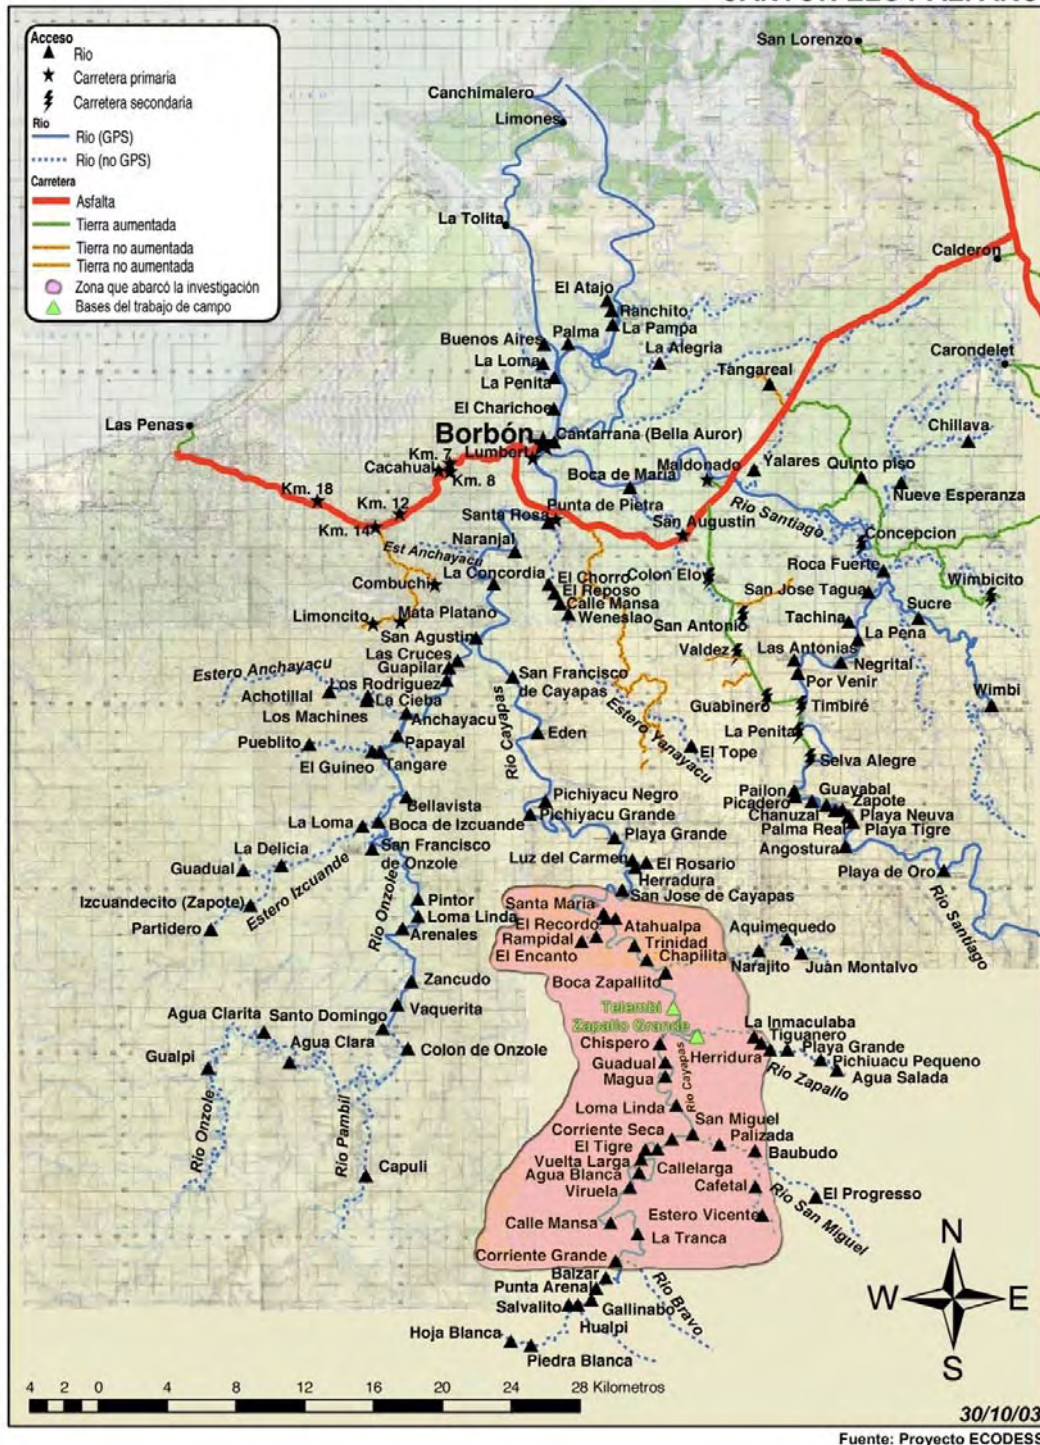 Acceso
Rio
Carretera primaria
Carretera secondaria
Rio
Rio (GPS)
Rio (no GPS)
Carretera
Asfalta
Tierra aumentada
Tierra no aumentada
Tierra no aumentada
Zona que abarcó la investigación
Bases del trabajo de campo
San Lorenzo
Canchimalero
Limones
La Tolita
Calderon
El Atajo
Ranchito
La Pampa
Buenos Aires
Palma
La Loma
La Alegria
Carondelet
La Penita
Tangareal
El Charichoe
Las Penas
Borbón
Cantarrana (Bella Auror)
Chillava
Km. 7
Lumbert
Cacahual
Km. 8
Boca de Maria
Maldonado
Yalares
Quinto piso
Nueve Esperanza
Km. 18
Km. 12
Km. 14
Santa Rosa
Punta de Pietra
San Augustin
Rio Santiago
Concepcion
Naranjal
Est Anchayacu
Roca Fuerte
Combuchi
La Concordia
El Chorro
Colon Eloy
El Reposo
Calle Mansa
Weneslao
San Jose Tagua
Wimbicito
Limoncito
Mata Platano
San Antonio
Tachina
Sucre
San Agustin
La Pena
Las Cruces
Valdez
Las Antonias
Guapilar
Negrital
Estero Anchayacu
Los Rodriguez
San Francisco
de Cayapas
Por Venir
Achotillal
La Cieba
Rio Cayapas
Guabinero
Timbiré
Wimbi
Los Machines
Anchayacu
Estero Yanayacu
Pueblito
Papayal
Eden
La Penita
El Guineo
Tangare
El Tope
Selva Alegre
Bellavista
Pichiyacu Negro
Pailon
Guayabal
Picadero
Zapote
Pichiyacu Grande
Chanuzal
Playa Neuva
La Loma
Boca de Izcuande
Palma Real
Playa Tigre
Playa Grande
La Delicia
San Francisco
de Onzole
Angostura
Guadual
Luz del Carmen
El Rosario
Playa de Oro
Herradura
Estero Izcuande
Izcuandecito (Zapote)
San Jose de Cayapas
Rio Onzole
Pintor
Santa Maria
Rio Santiago
Partidero
Loma Linda
El Recordo
Atahualpa
Arenales
Rampidal
Trinidad
Aquimequedo
El Encanto
Chapilita
Narajito
Juan Montalvo
Zancudo
Boca Zapallito
Vaquerita
Telembi
Agua Clarita
Santo Domingo
Zapallo Grande
La Inmaculaba
Agua Clara
Chispero
Tiguanero
Colon de Onzole
Herridura
Playa Grande
Gualpi
Guadual
Rio Cayapas
Pichiuacu Pequeno
Magua
Rio Zapallo
Agua Salada
Loma Linda
San Miguel
Rio Onzole
Rio Pambil
Corriente Seca
Palizada
El Tigre
Baubudo
Vuelta Larga
Callelarga
Capuli
Agua Blanca
Viruela
Cafetal
El Progresso
Rio San Miguel
Calle Mansa
Estero Vicente
La Tranca
N
Corriente Grande
Balzar
Rio Bravo
Punta Arenal
W
E
Salvalito
Gallinabo
Hualpi
Hoja Blanca
Piedra Blanca
S
4 2 0 4 8 12 16 20 24 28 Kilometros
30/10/03
Fuente: Proyecto ECODESS